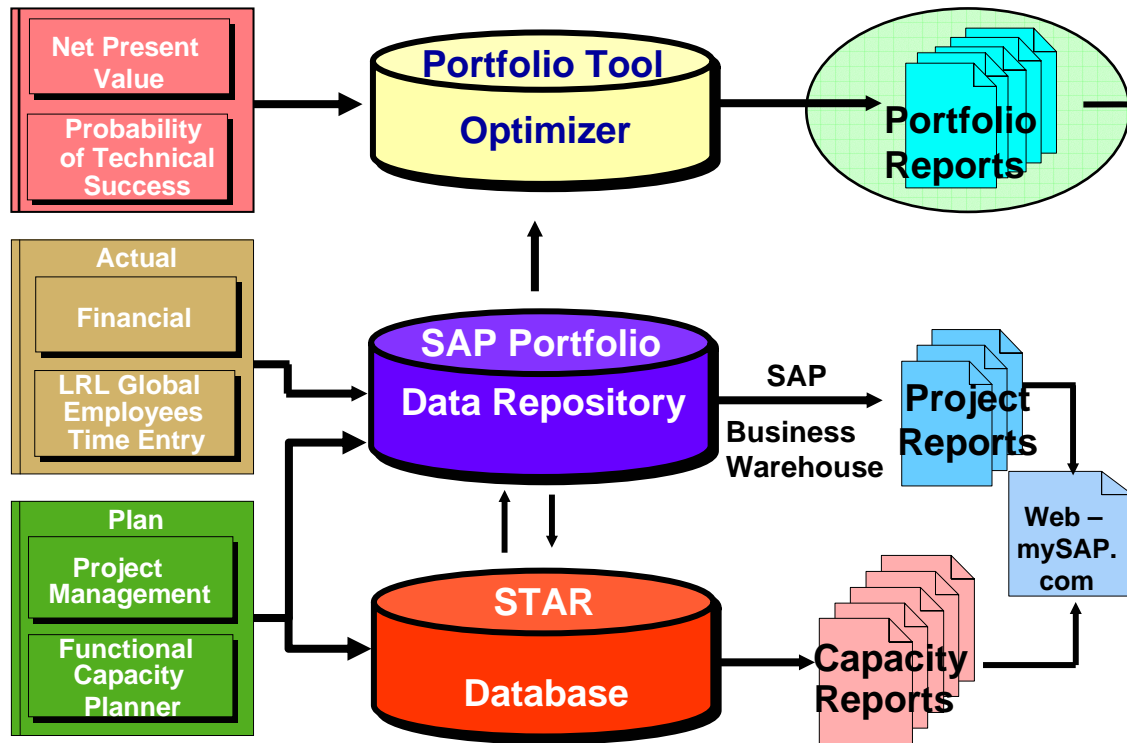 Net Present
Value
Probability
of Technical
Success
Portfolio Tool
Optimizer
Portfolio
Reports
Actual
Financial
LRL Global
Employees
Time Entry
SAP Portfolio
Data Repository
SAP
Business
Warehouse
Project
Reports
Plan
Project
Management
Functional
Capacity
Planner
STAR
Database
Capacity
Reports
Web –
mySAP.
com